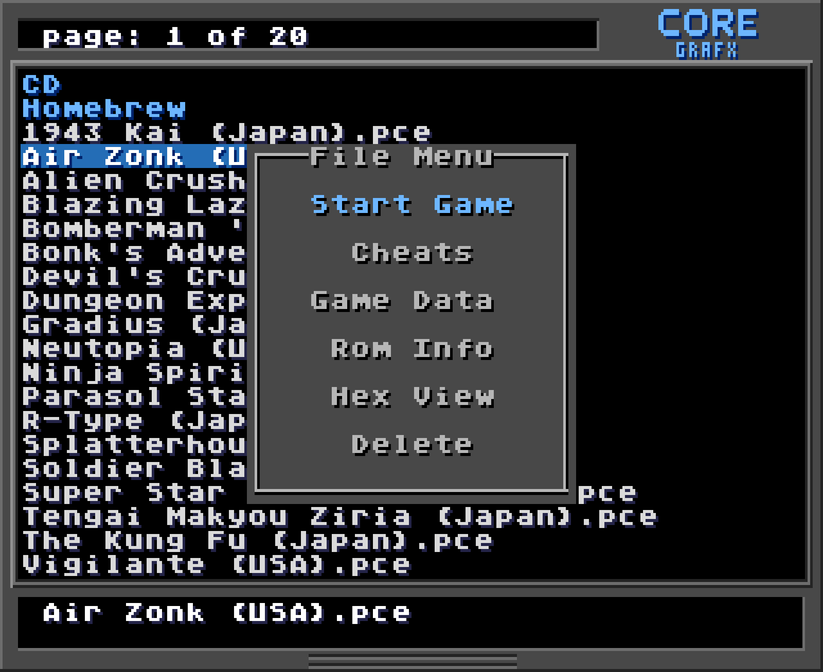 page: 1 of 20
CORE
GRAFX
CD
Homebrew
1943 Kai (Japan).pce
Air Zonk (U
Alien Crush
Blazing Laz
Bomberman '
Bonk's Adve
Devil's Cru
Dungeon Exp
Gradius (Ja
Neutopia (U
Ninja Spiri
Parasol Sta
R-Type (Jap
Splatterhou
Soldier Bla
Super Star pce
Tengai Makyou Ziria (Japan).pce
The Kung Fu (Japan).pce
Vigilante (USA).pce
File Menu
Start Game
Cheats
Game Data
Rom Info
Hex View
Delete
Air Zonk (USA).pce